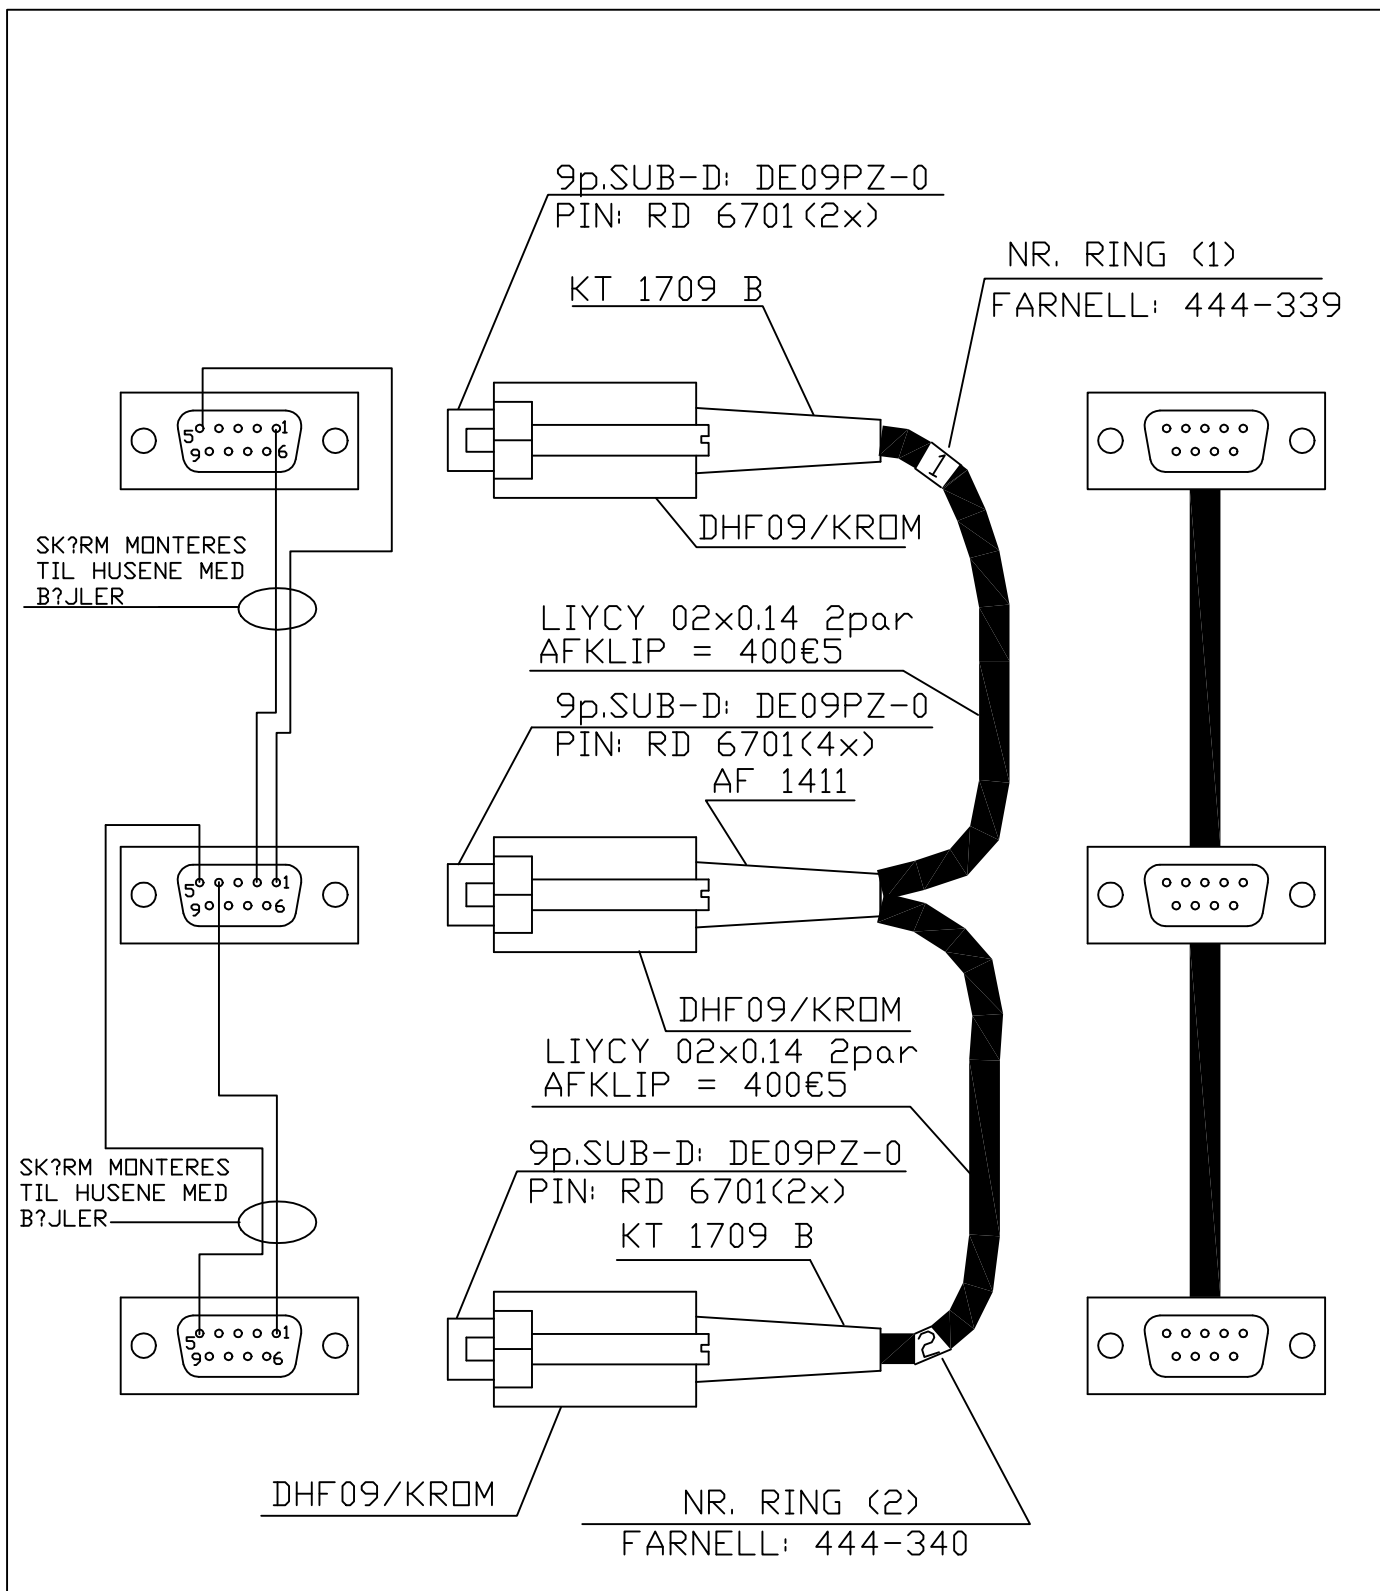 9p.SUB-D: DE09PZ-0
PIN: RD 6701(2x)
KT 1709 B
NR. RING (1)
FARNELL: 444-339
1
5
1
9
6
DHF09/KROM
SK?RM MONTERES
TIL HUSENE MED
B?JLER
LIYCY 02x0.14 2par
AFKLIP = 400€5
9p.SUB-D: DE09PZ-0
PIN: RD 6701(4x)
AF 1411
5
1
9
6
DHF09/KROM
LIYCY 02x0.14 2par
AFKLIP = 400€5
9p.SUB-D: DE09PZ-0
PIN: RD 6701(2x)
KT 1709 B
SK?RM MONTERES
TIL HUSENE MED
B?JLER
5
1
9
6
2
DHF09/KROM
NR. RING (2)
FARNELL: 444-340